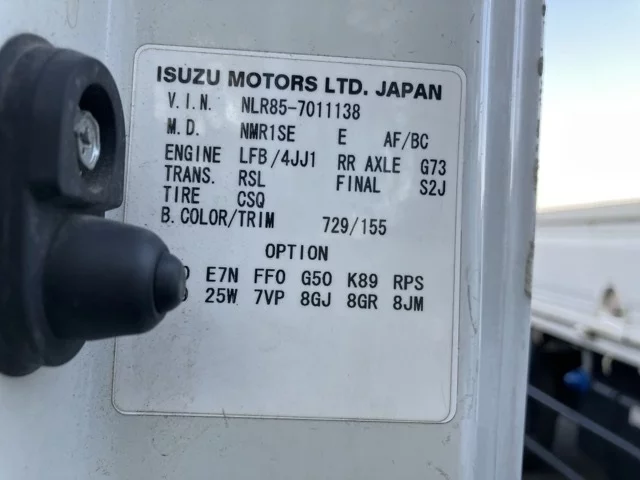 ISUZU MOTORS LTD. JAPAN
V.I.N. NLR85-7011138
M.D. NMR1SE E AF/BC
ENGINE LFB/4JJ1 RR AXLE G73
TRANS. RSL FINAL S2J
TIRE CSQ
B.COLOR/TRIM 729/155
OPTION
E7N FF0 G50 K89 RPS
25W 7VP 8GJ 8GR 8JM